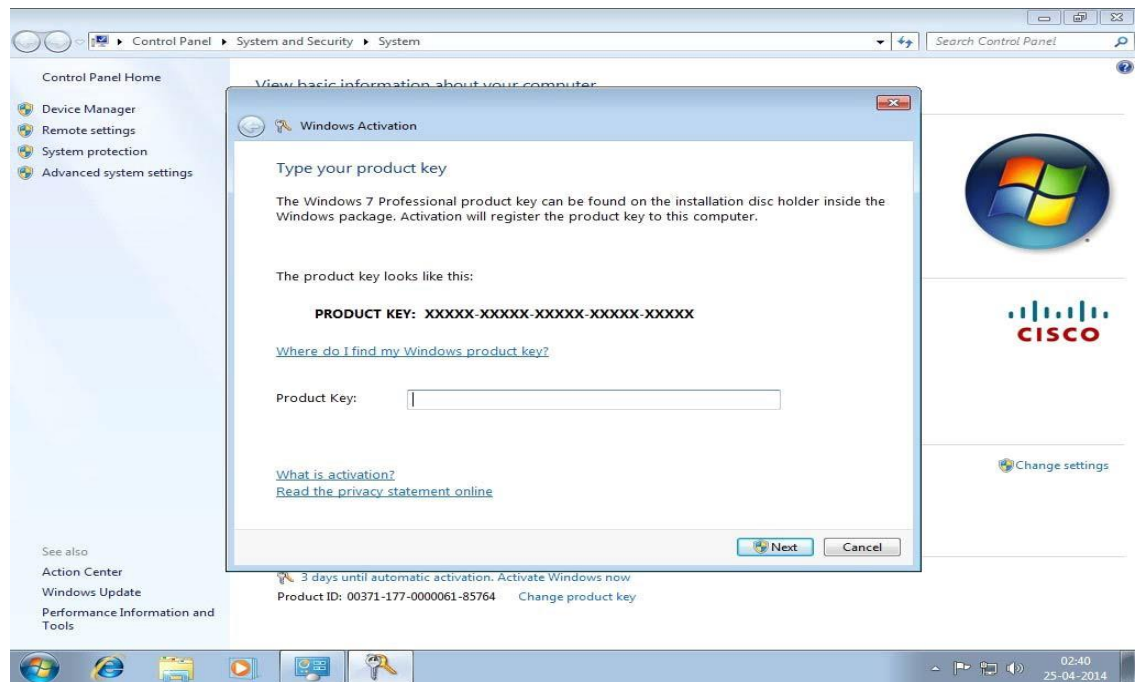 Control Panel ▸ System and Security ▸ System
Search Control Panel
Control Panel Home
Device Manager
Remote settings
System protection
Advanced system settings
View basic information about your computer
Windows Activation
Type your product key
The Windows 7 Professional product key can be found on the installation disc holder inside the
Windows package. Activation will register the product key to this computer.
The product key looks like this:
PRODUCT KEY: XXXXX-XXXXX-XXXXX-XXXXX-XXXXX
Where do I find my Windows product key?
Product Key:
What is activation?
Read the privacy statement online
Next Cancel
CISCO
Change settings
See also
Action Center
Windows Update
Performance Information and
Tools
3 days until automatic activation. Activate Windows now
Product ID: 00371-177-0000061-85764 Change product key
02:40
25-04-2014